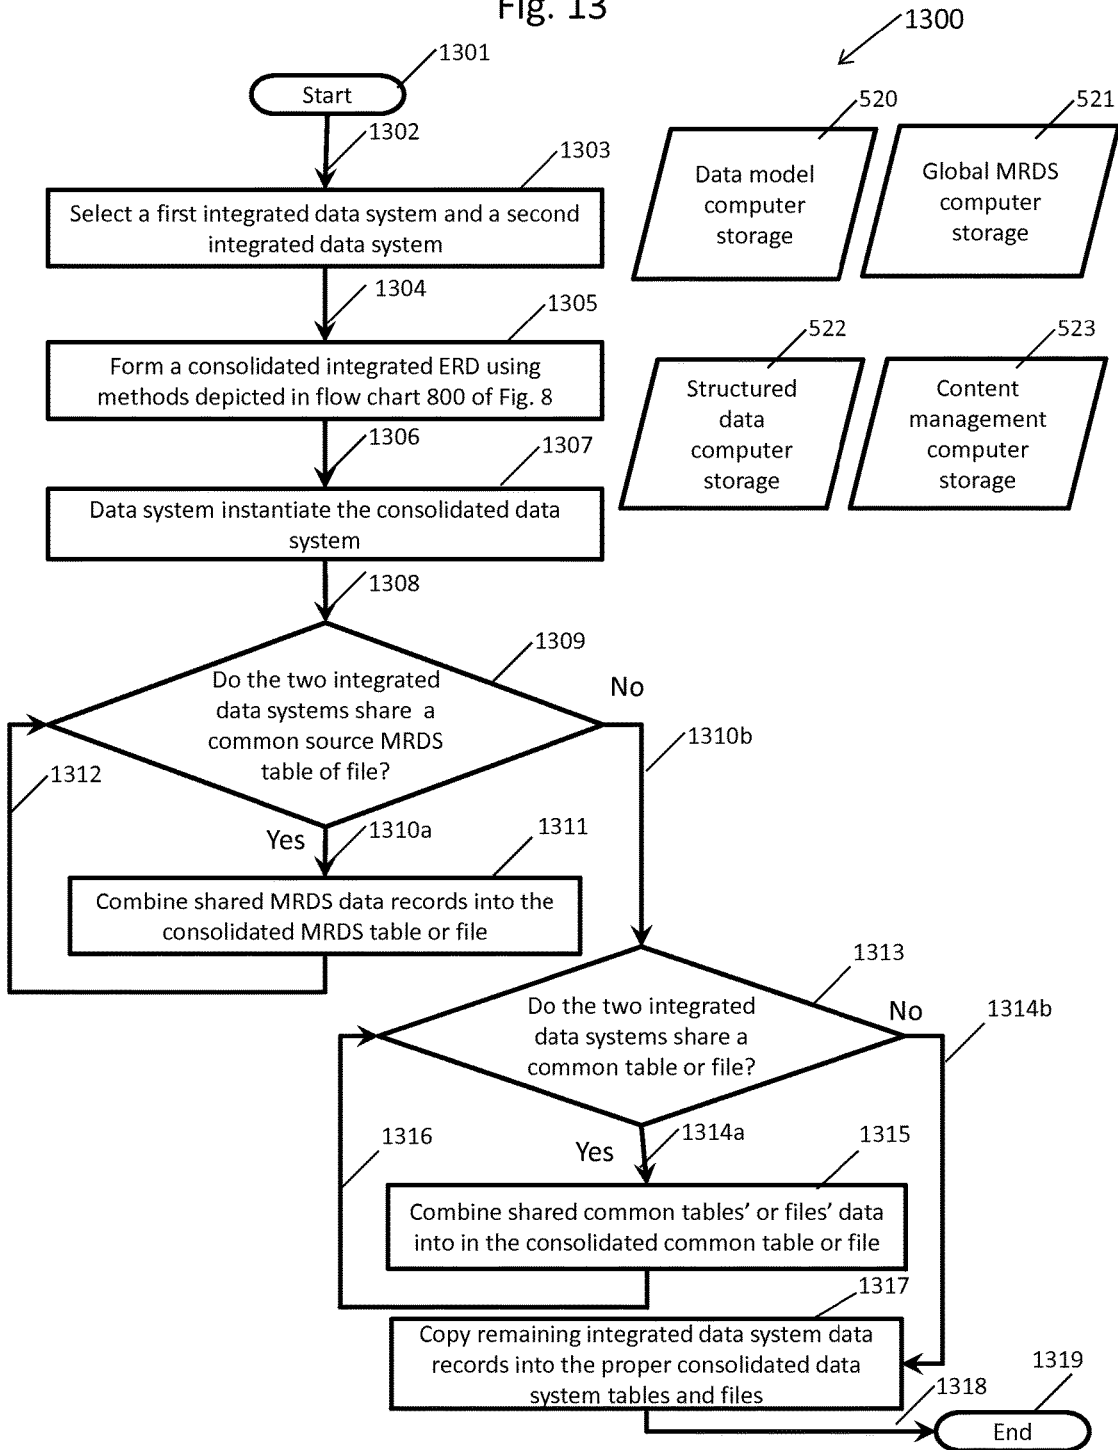 Fig. 13
1300
1301
Start
1302
520
521
Data model
computer
storage
Global MRDS
computer
storage
1303
Select a first integrated data system and a second
integrated data system
1304
1305
522
523
Form a consolidated integrated ERD using
methods depicted in flow chart 800 of Fig. 8
Structured
data
computer
storage
Content
management
computer
storage
1306
1307
Data system instantiate the consolidated data
system
1308
1309
Do the two integrated
data systems share  a
common source MRDS
table of file?
No
1310b
1312
Yes
1310a
1311
Combine shared MRDS data records into the
consolidated MRDS table or file
1313
Do the two integrated
data systems share a
common table or file?
No
1314b
1316
Yes
1314a
1315
Combine shared common tables’ or files’ data
into in the consolidated common table or file
1317
Copy remaining integrated data system data
records into the proper consolidated data
system tables and files
1318
1319
End